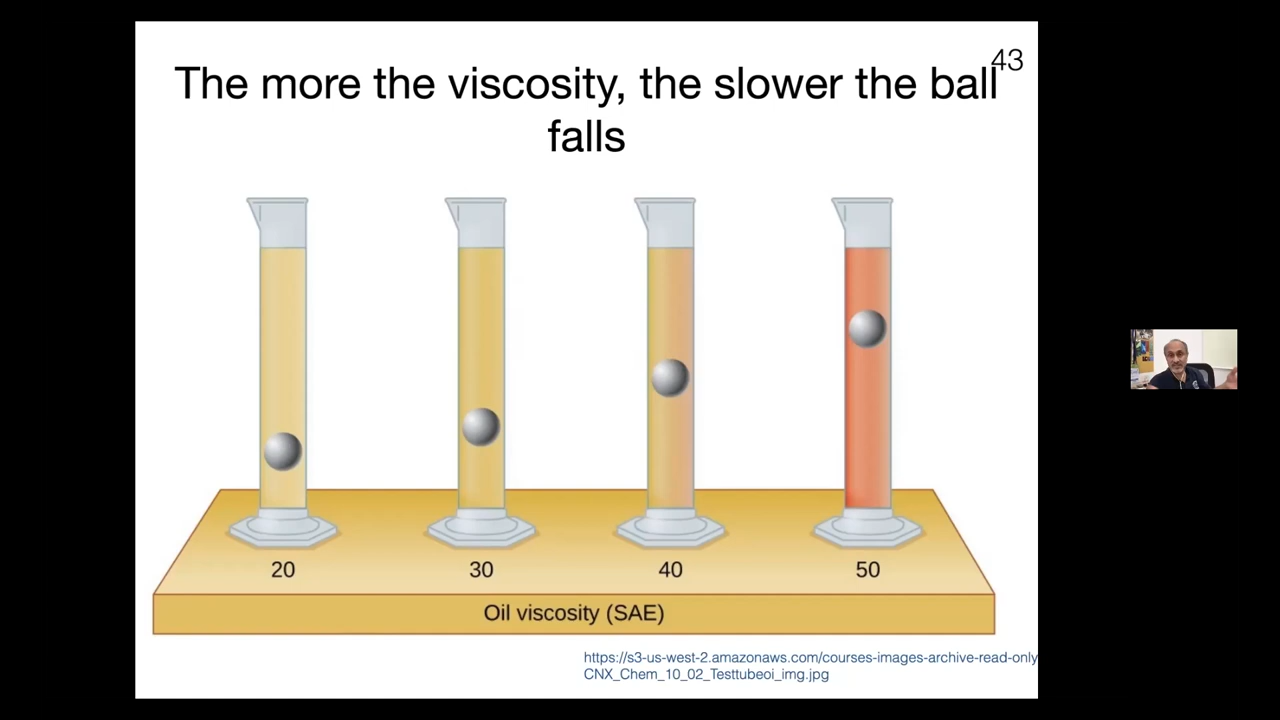 43
The more the viscosity, the slower the ball
falls
20 30 40 50
Oil viscosity (SAE)
https://s3-us-west-2.amazonaws.com/courses-images-archive-read-only
CNX_Chem_10_02_Testtubeoi_img.jpg